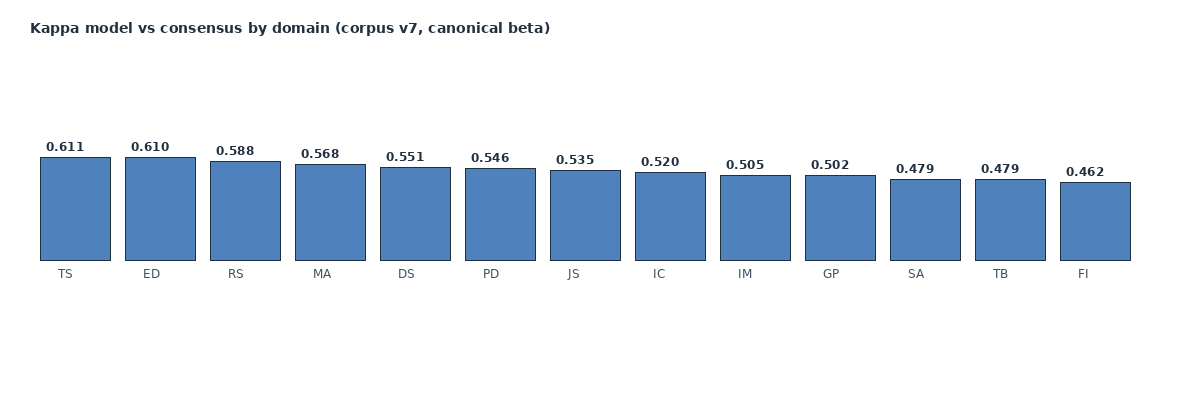 Kappa model vs consensus by domain (corpus v7, canonical beta)
0.611 0.610 0.588 0.568 0.551 0.546 0.535 0.520 0.505 0.502 0.479 0.479 0.462
TS ED RS MA DS PD JS IC IM GP SA TB FI